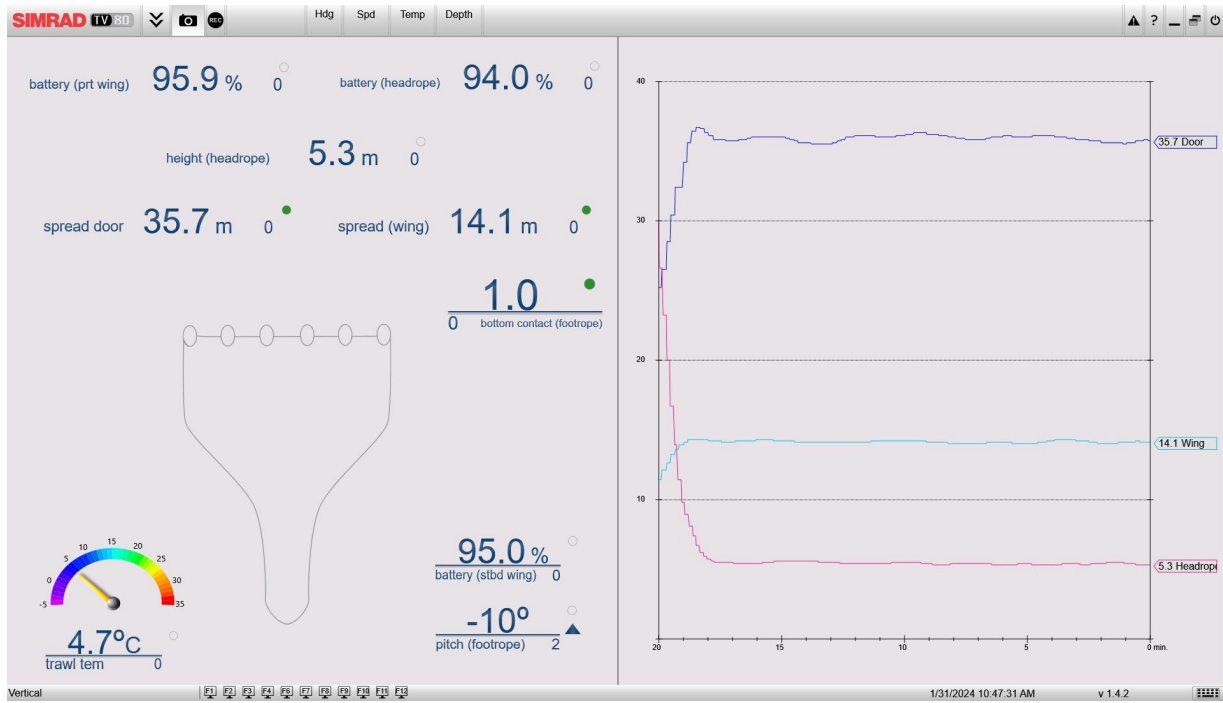 SIMRAD TV 80
REC
Hdg Spd Temp Depth
?
battery (prt wing) 95.9 % 0
battery (headrope) 94.0 % 0
height (headrope) 5.3 m 0
spread door 35.7 m 0
spread (wing) 14.1 m 0
1.0
0 bottom contact (footrope)
-5 0 5 10 15 20 25 30 35
4.7°C
trawl tem 0
95.0 %
battery (stbd wing) 0
-10°
pitch (footrope) 2
40
30
20
10
35.7 Door
14.1 Wing
5.3 Headrope
20 15 10 5 0 min.
Vertical
F1 F2 F3 F4 F6 F7 F8 F9 F10 F11 F12
1/31/2024 10:47:31 AM
v 1.4.2